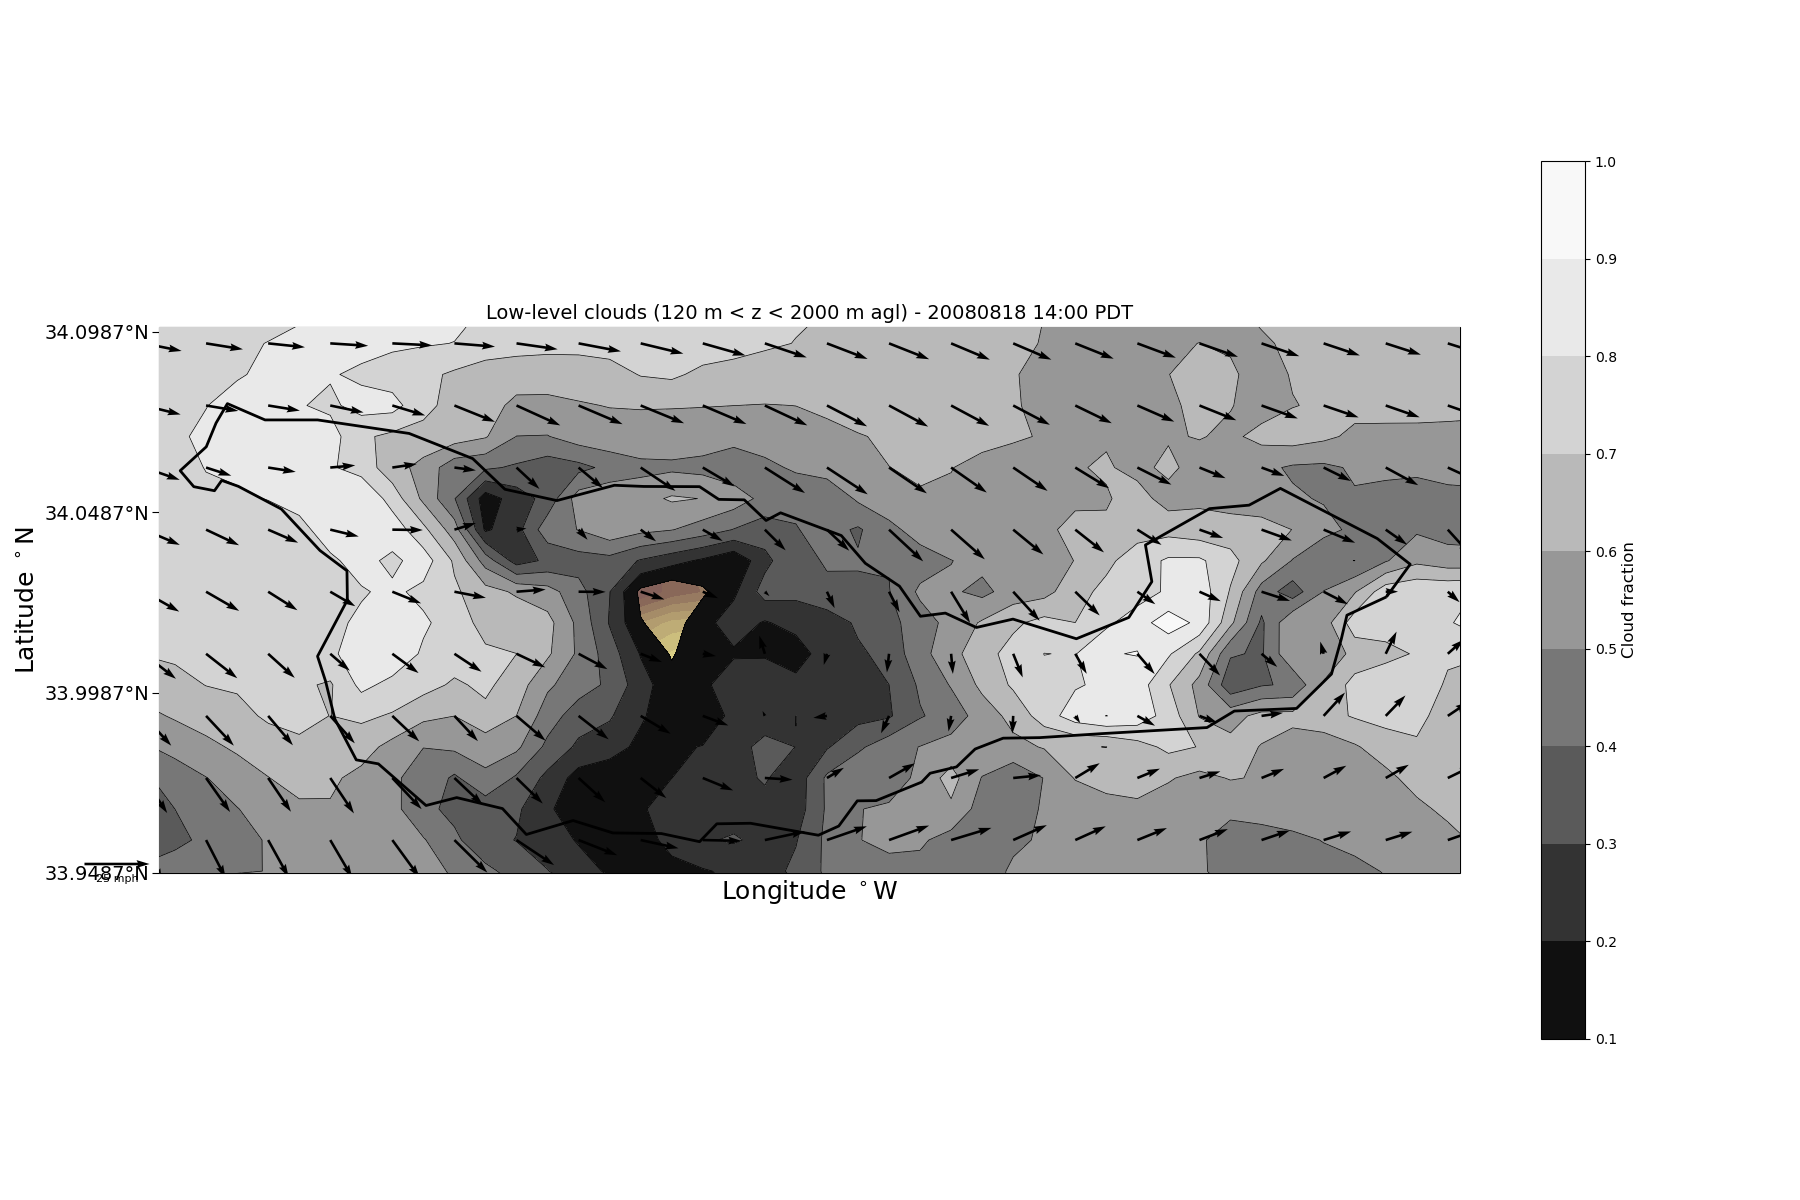 Low-level clouds (120 m < z < 2000 m agl) - 20080818 14:00 PDT
34.0987°N
34.0487°N
33.9987°N
33.9487°N
Latitude °N
Longitude °W
25 mph
1.0
0.9
0.8
0.7
0.6
0.5
0.4
0.3
0.2
0.1
Cloud fraction